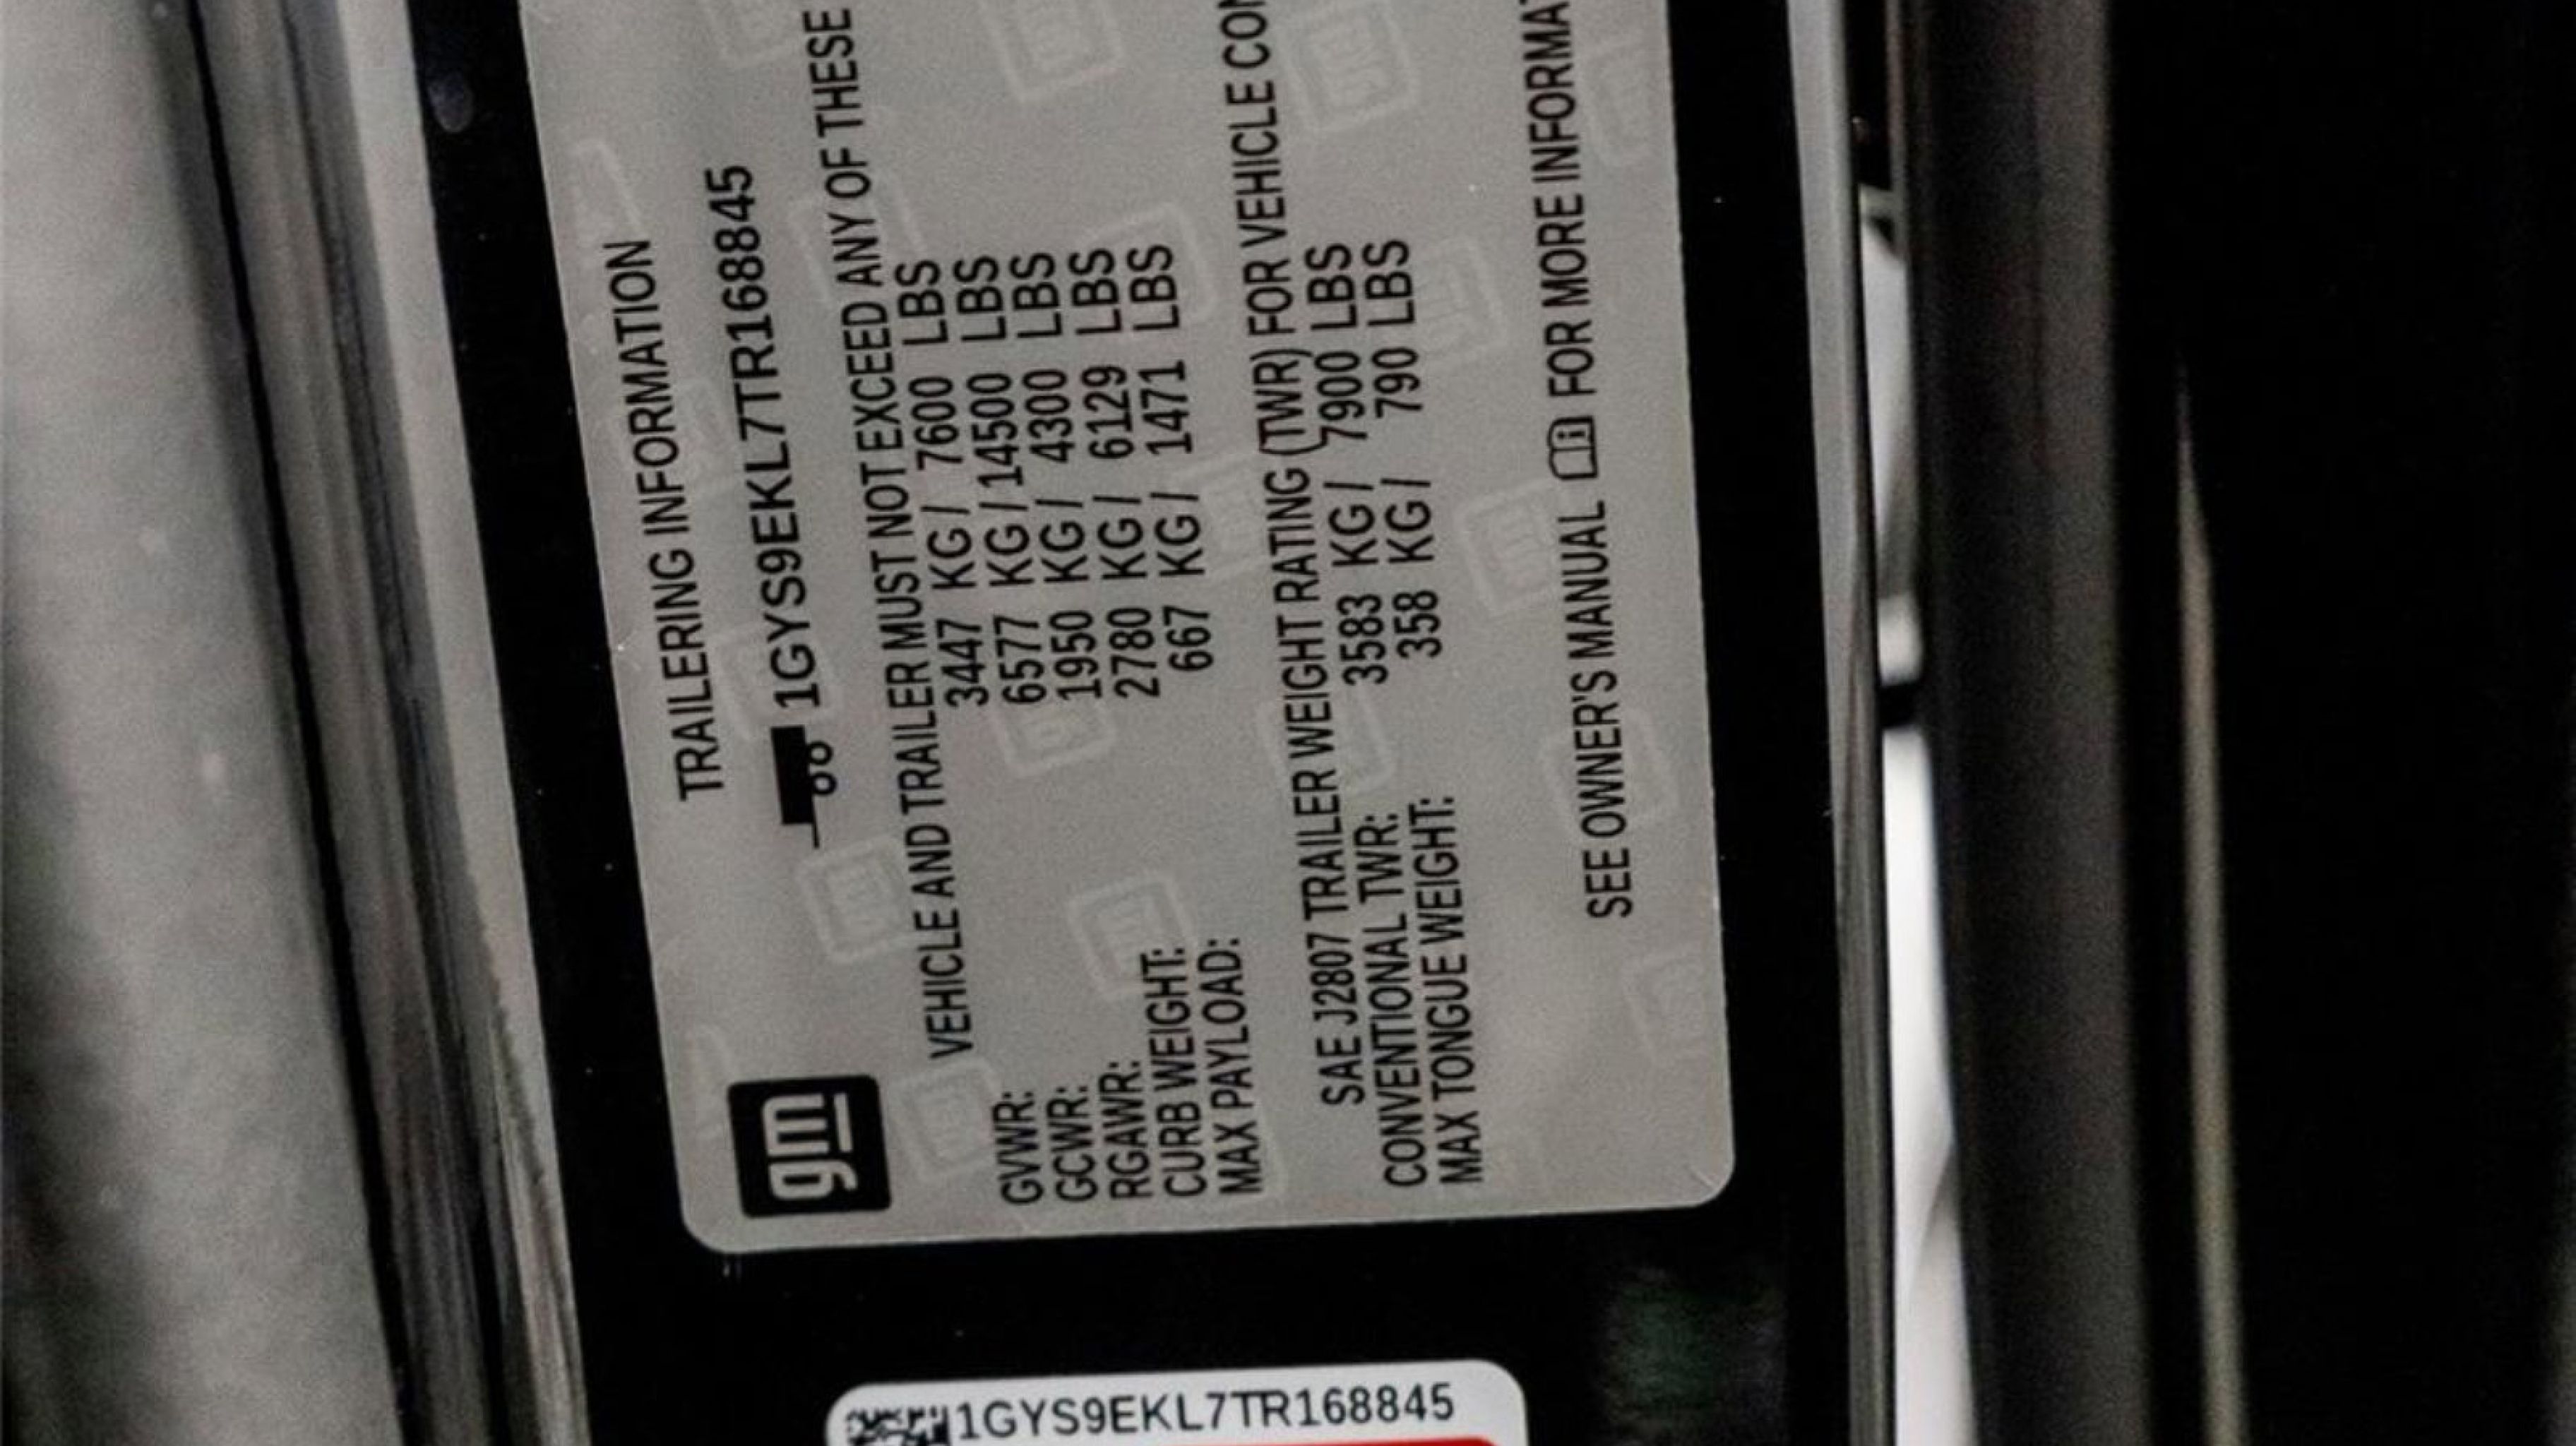 gm
TRAILERING INFORMATION
1GYS9EKL7TR168845
VEHICLE AND TRAILER MUST NOT EXCEED ANY OF THESE
GVWR: 3447 KG / 7600 LBS
GCWR: 6577 KG / 14500 LBS
RGAWR: 1950 KG / 4300 LBS
CURB WEIGHT: 2780 KG / 6129 LBS
MAX PAYLOAD: 667 KG / 1471 LBS
SAE J2807 TRAILER WEIGHT RATING (TWR) FOR VEHICLE
CONVENTIONAL TWR: 3583 KG / 7900 LBS
MAX TONGUE WEIGHT: 358 KG / 790 LBS
SEE OWNER'S MANUAL FOR MORE
1GYS9EKL7TR168845